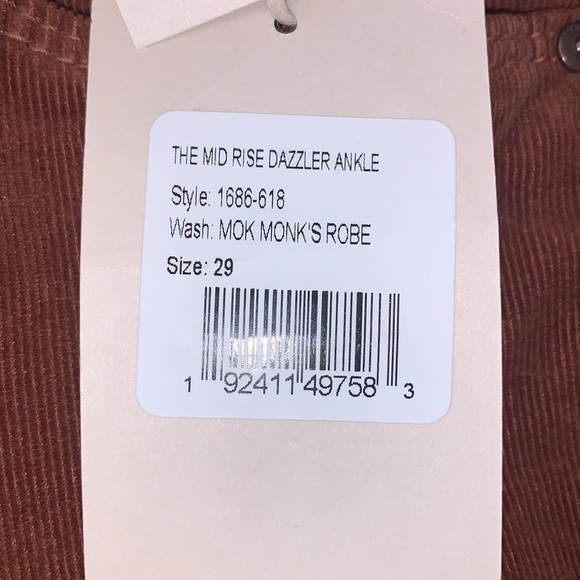 THE MID RISE DAZZLER ANKLE
Style: 1686-618
Wash: MOK MONK'S ROBE
Size: 29
1 92411 49758 3